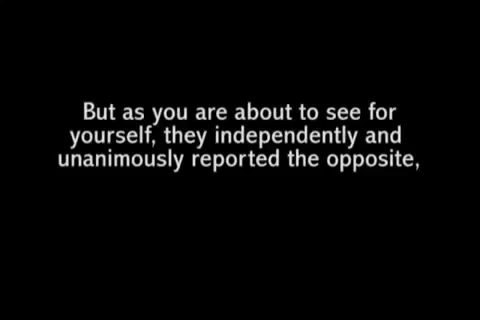 But as you are about to see for
yourself, they independently and
unanimously reported the opposite,